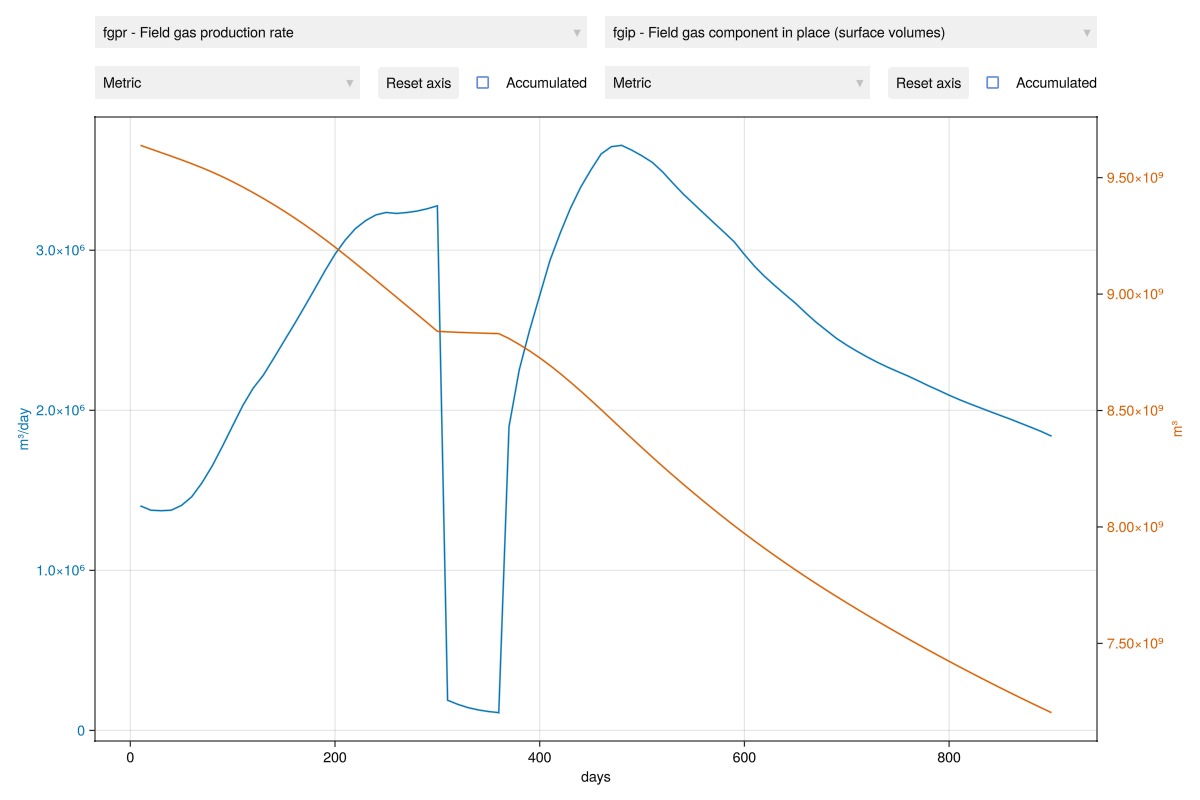 fgpr - Field gas production rate ▼ fgip - Field gas component in place (surface volumes) ▼
Metric ▼ Reset axis Accumulated Metric ▼ Reset axis Accumulated
9.50×10⁹
3.0×10⁶
9.00×10⁹
2.0×10⁶ 8.50×10⁹
m³/day m³
8.00×10⁹
1.0×10⁶
7.50×10⁹
0
0 200 400 600 800
days